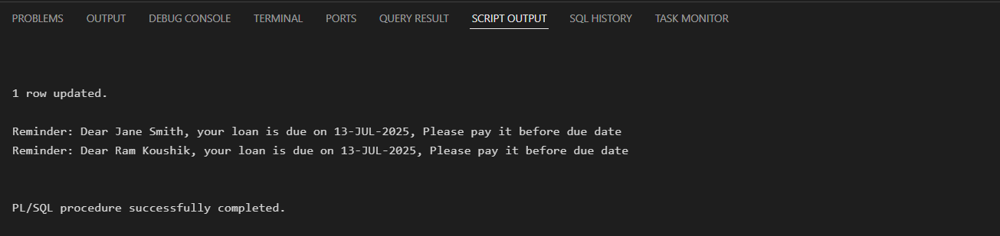 PROBLEMS OUTPUT DEBUG CONSOLE TERMINAL PORTS QUERY RESULT SCRIPT OUTPUT SQL HISTORY TASK MONITOR
1 row updated.
Reminder: Dear Jane Smith, your loan is due on 13-JUL-2025, Please pay it before due date
Reminder: Dear Ram Koushik, your loan is due on 13-JUL-2025, Please pay it before due date
PL/SQL procedure successfully completed.